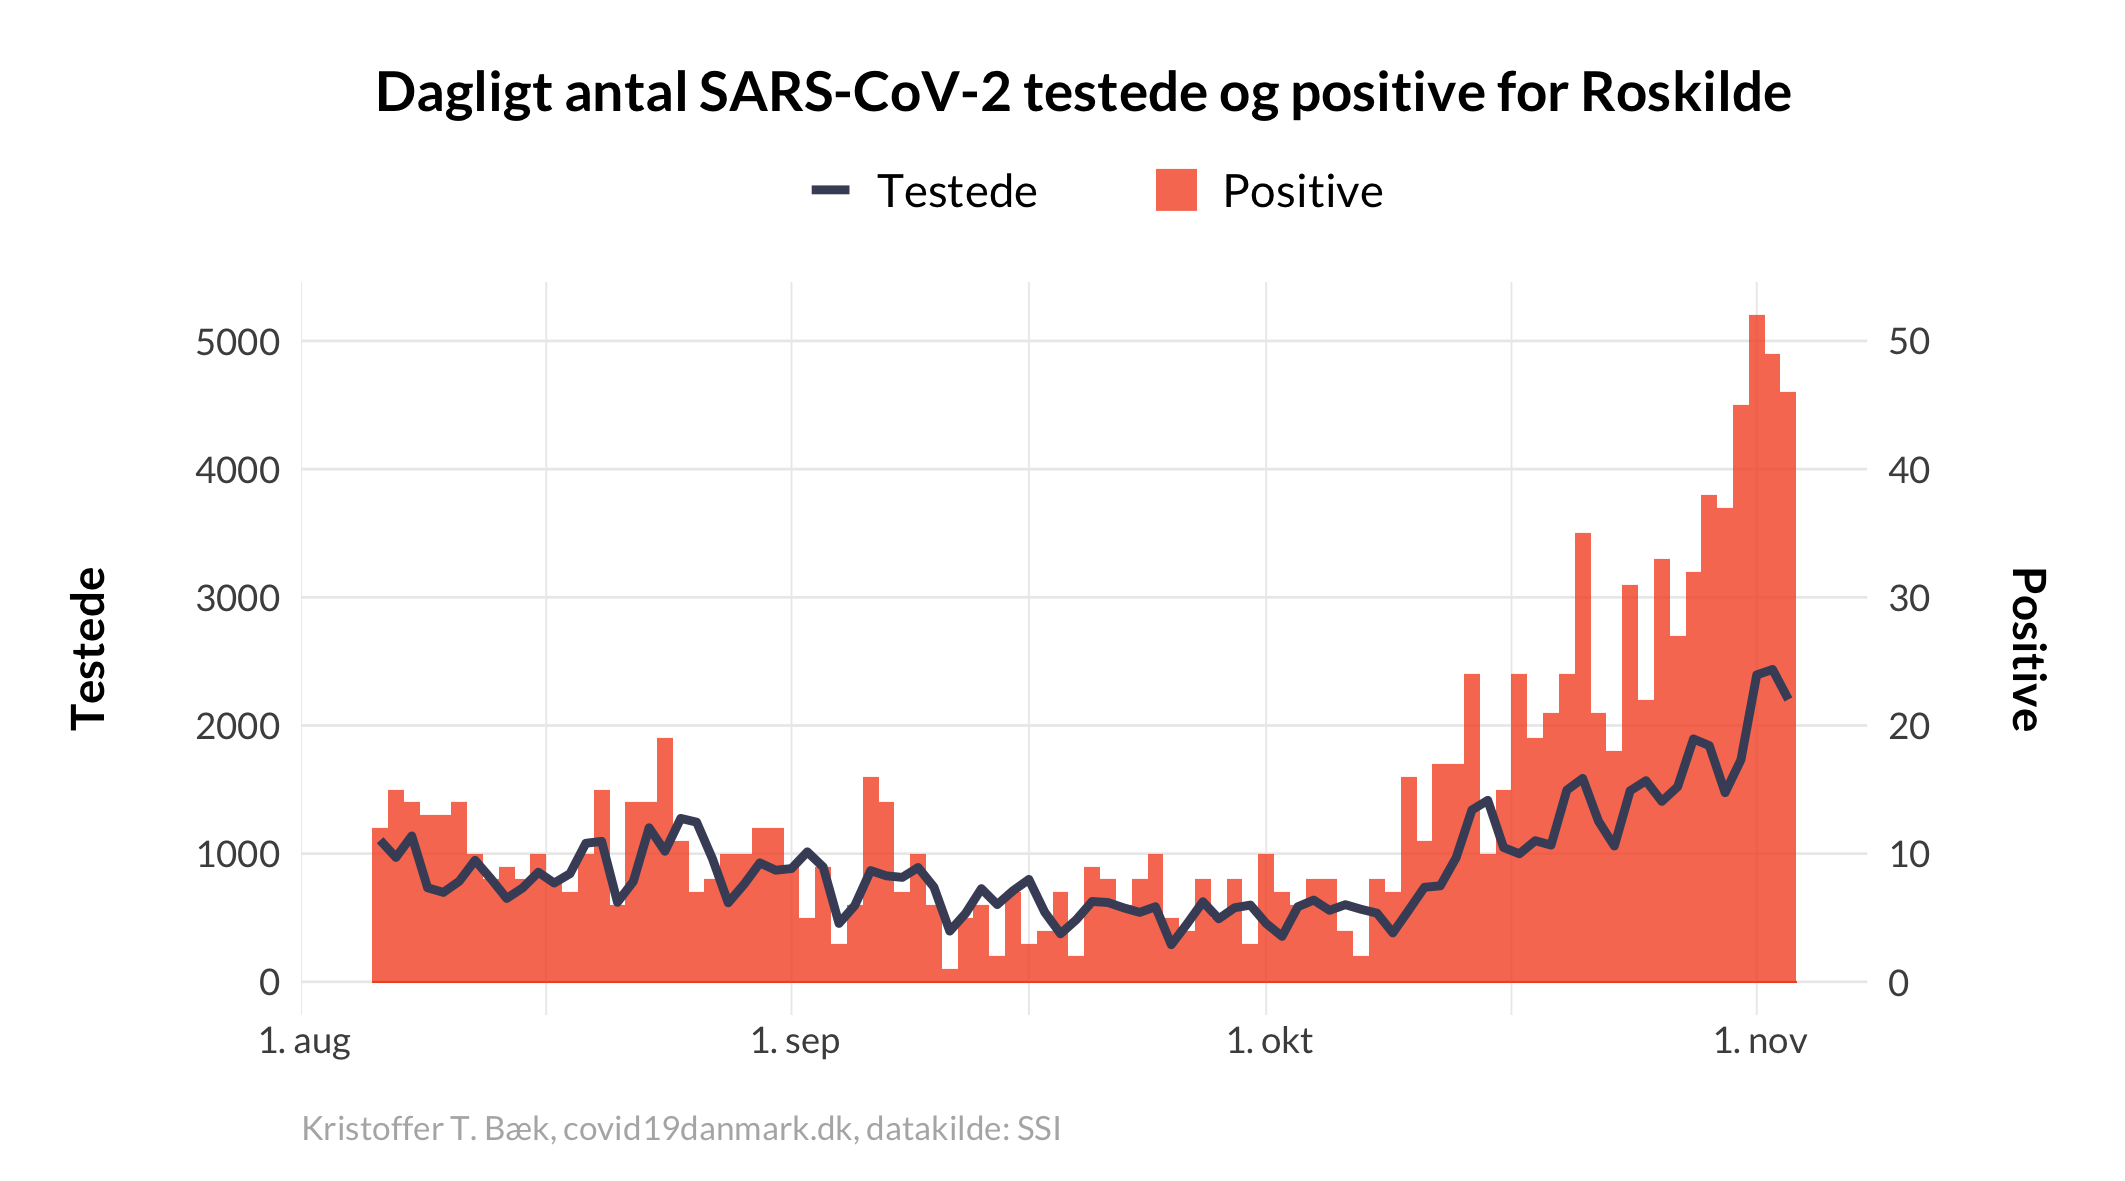 Dagligt antal SARS-CoV-2 testede og positive for Roskilde
Testede Positive
5000 50
4000 40
3000 30
2000 20
1000 10
0 0
Testede
Positive
1. aug 1. sep 1. okt 1. nov
Kristoffer T. Bæk, covid19danmark.dk, datakilde: SSI